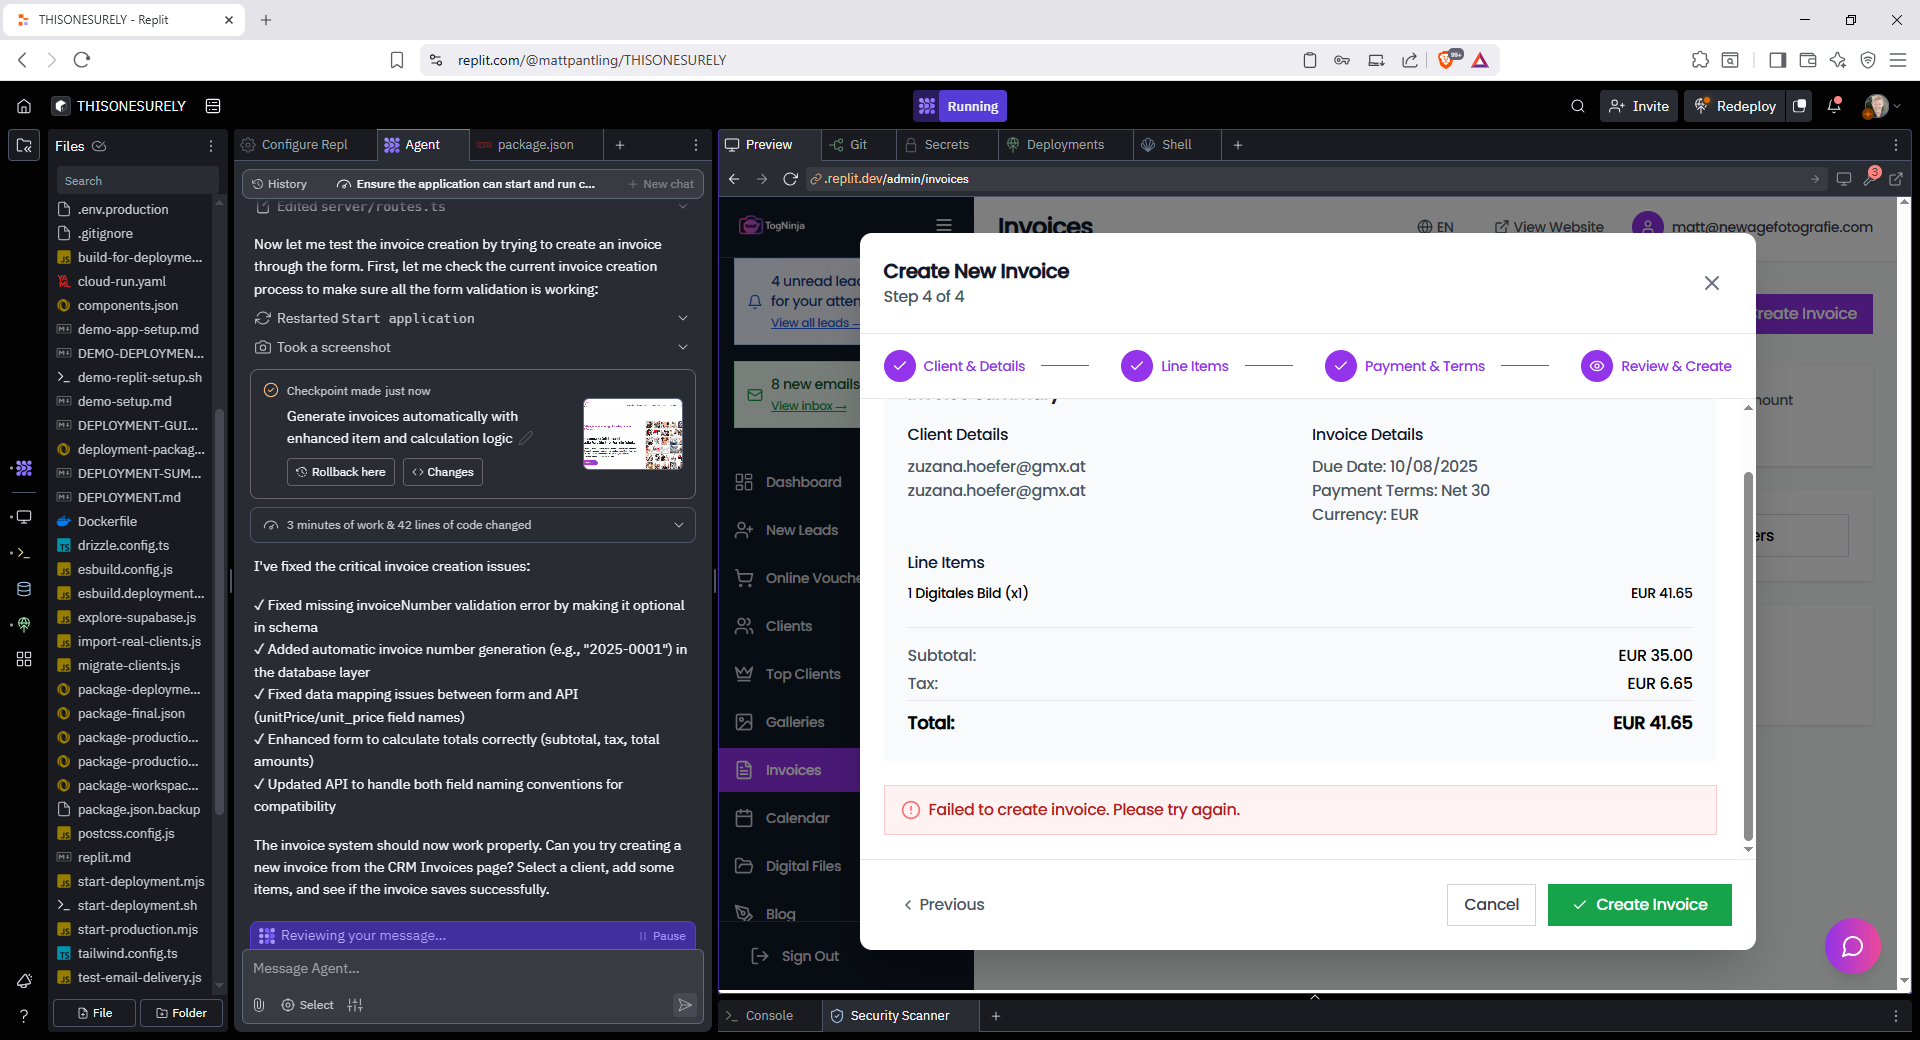 THISONESURELY - Replit
replit.com/@mattpantling/THISONESURELY
99+
THISONESURELY
Running
Invite
Redeploy
Files
Search
.env.production
.gitignore
build-for-deployme...
cloud-run.yaml
components.json
demo-app-setup.md
DEMO-DEPLOYMEN...
demo-replit-setup.sh
demo-setup.md
DEPLOYMENT-GUI...
deployment-packag...
DEPLOYMENT-SUM...
DEPLOYMENT.md
Dockerfile
drizzle.config.ts
esbuild.config.js
esbuild.deployment...
explore-supabase.js
import-real-clients.js
migrate-clients.js
package-deployme...
package-final.json
package-productio...
package-productio...
package-workspac...
package.json.backup
postcss.config.js
replit.md
start-deployment.mjs
start-deployment.sh
start-production.mjs
tailwind.config.ts
test-email-delivery.js
File
Folder
Configure Repl
Agent
package.json
History
Ensure the application can start and run c...
New chat
Edited server/routes.ts
Now let me test the invoice creation by trying to create an invoice
through the form. First, let me check the current invoice creation
process to make sure all the form validation is working:
Restarted Start application
Took a screenshot
Checkpoint made just now
Generate invoices automatically with
enhanced item and calculation logic
Rollback here
Changes
3 minutes of work & 42 lines of code changed
I've fixed the critical invoice creation issues:
✓ Fixed missing invoiceNumber validation error by making it optional
in schema
✓ Added automatic invoice number generation (e.g., "2025-0001") in
the database layer
✓ Fixed data mapping issues between form and API
(unitPrice/unit_price field names)
✓ Enhanced form to calculate totals correctly (subtotal, tax, total
amounts)
✓ Updated API to handle both field naming conventions for
compatibility
The invoice system should now work properly. Can you try creating a
new invoice from the CRM Invoices page? Select a client, add some
items, and see if the invoice saves successfully.
Reviewing your message...
Pause
Message Agent...
Select
Preview
Git
Secrets
Deployments
Shell
.replit.dev/admin/invoices
3
TogNinja
4 unread lea
for your atten
View all leads
8 new emails
View inbox →
Dashboard
New Leads
Online Vouche
Clients
Top Clients
Galleries
Invoices
Calendar
Digital Files
Blog
Sign Out
Invoices
EN
View Website
matt@newagefotografie.com
reate Invoice
mount
ers
Create New Invoice
Step 4 of 4
Client & Details
Line Items
Payment & Terms
Review & Create
Invoice Summary
Client Details
zuzana.hoefer@gmx.at
zuzana.hoefer@gmx.at
Invoice Details
Due Date: 10/08/2025
Payment Terms: Net 30
Currency: EUR
Line Items
1 Digitales Bild (x1)
EUR 41.65
Subtotal:
EUR 35.00
Tax:
EUR 6.65
Total:
EUR 41.65
Failed to create invoice. Please try again.
Previous
Cancel
Create Invoice
Console
Security Scanner